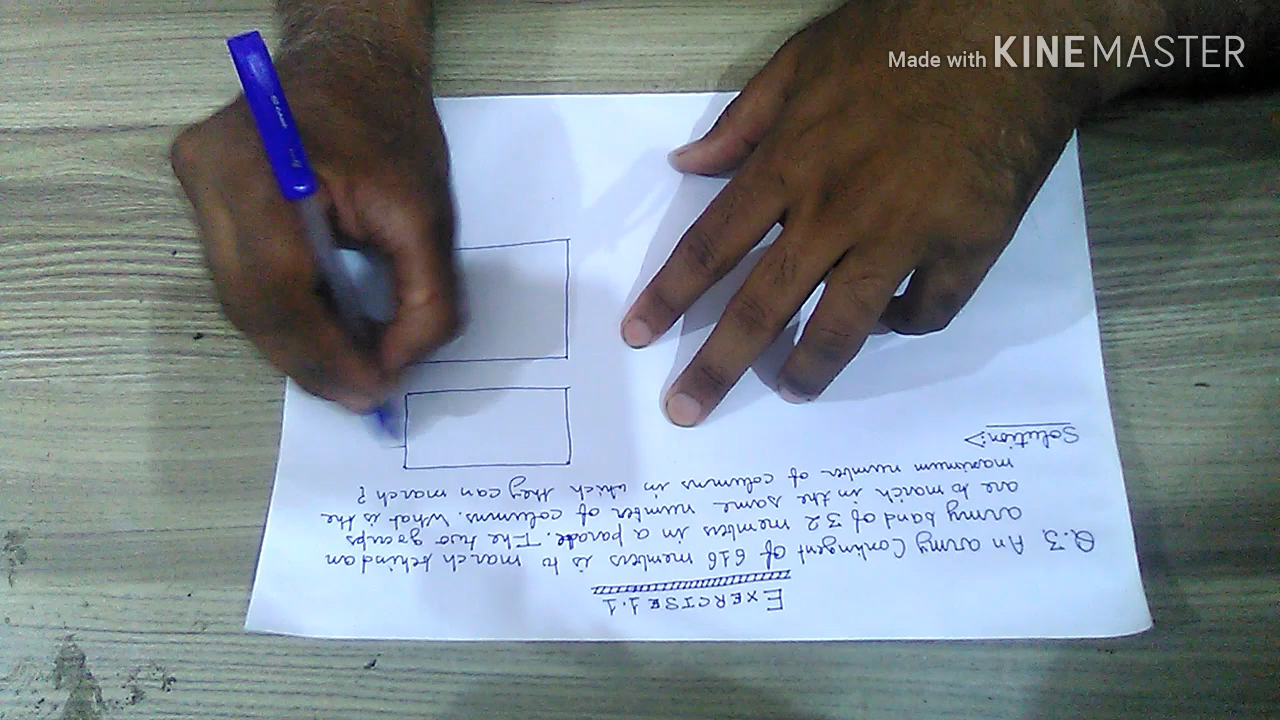 Made with KINEMASTER
EXERCISE 1.1
Q.3. An army Contingent of 616 members is to march behind an
army band of 32 members in a parade. The two groups
are to march in the same number of columns. What is the
maximum number of columns in which they can march?
Solution:⇒